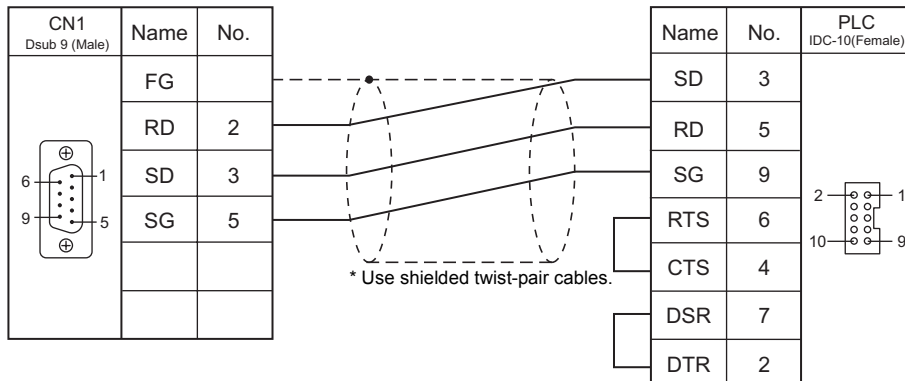 CN1
Dsub 9 (Male)
Name No.
FG
RD 2
SD 3
SG 5
6 1
9 5
* Use shielded twist-pair cables.
Name No.
PLC
IDC-10(Female)
SD 3
RD 5
SG 9
RTS 6
CTS 4
DSR 7
DTR 2
2 1
10 9